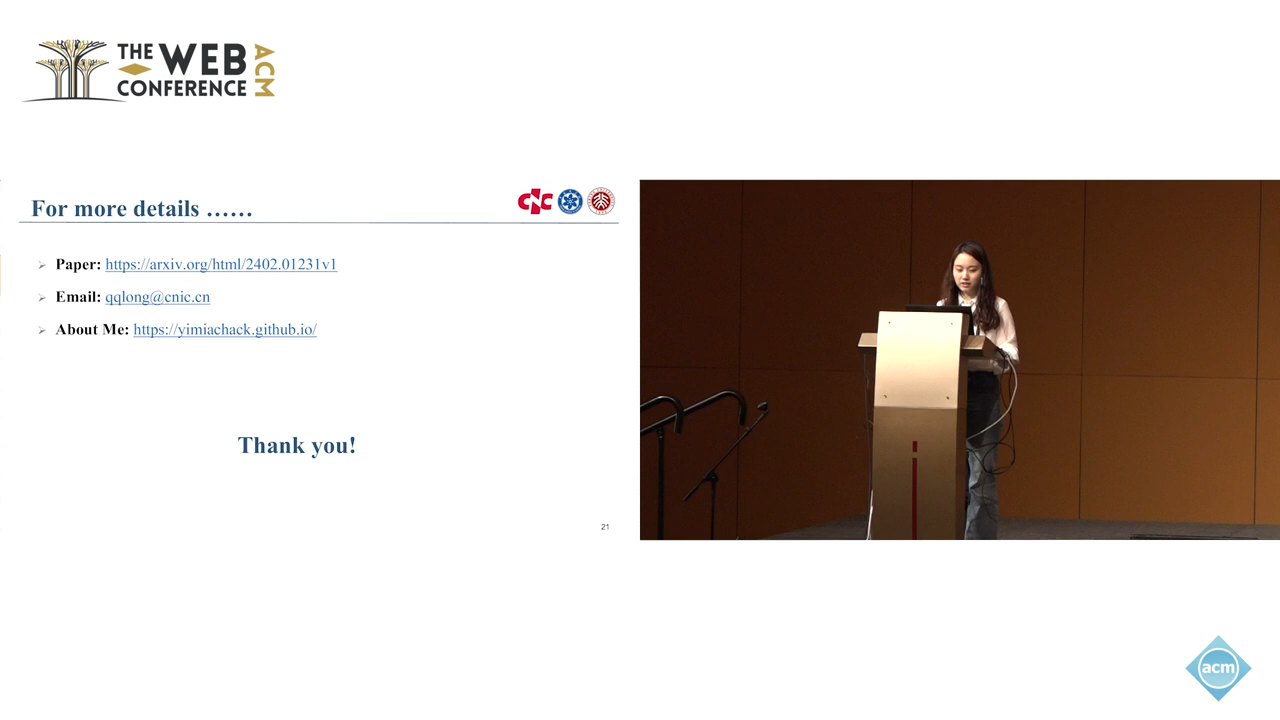 THE WEB
CONFERENCE
ACM
For more details ……
CNC
Paper: https://arxiv.org/html/2402.01231v1
Email: qqlong@cnic.cn
About Me: https://yimiachack.github.io/
Thank you!
21
acm